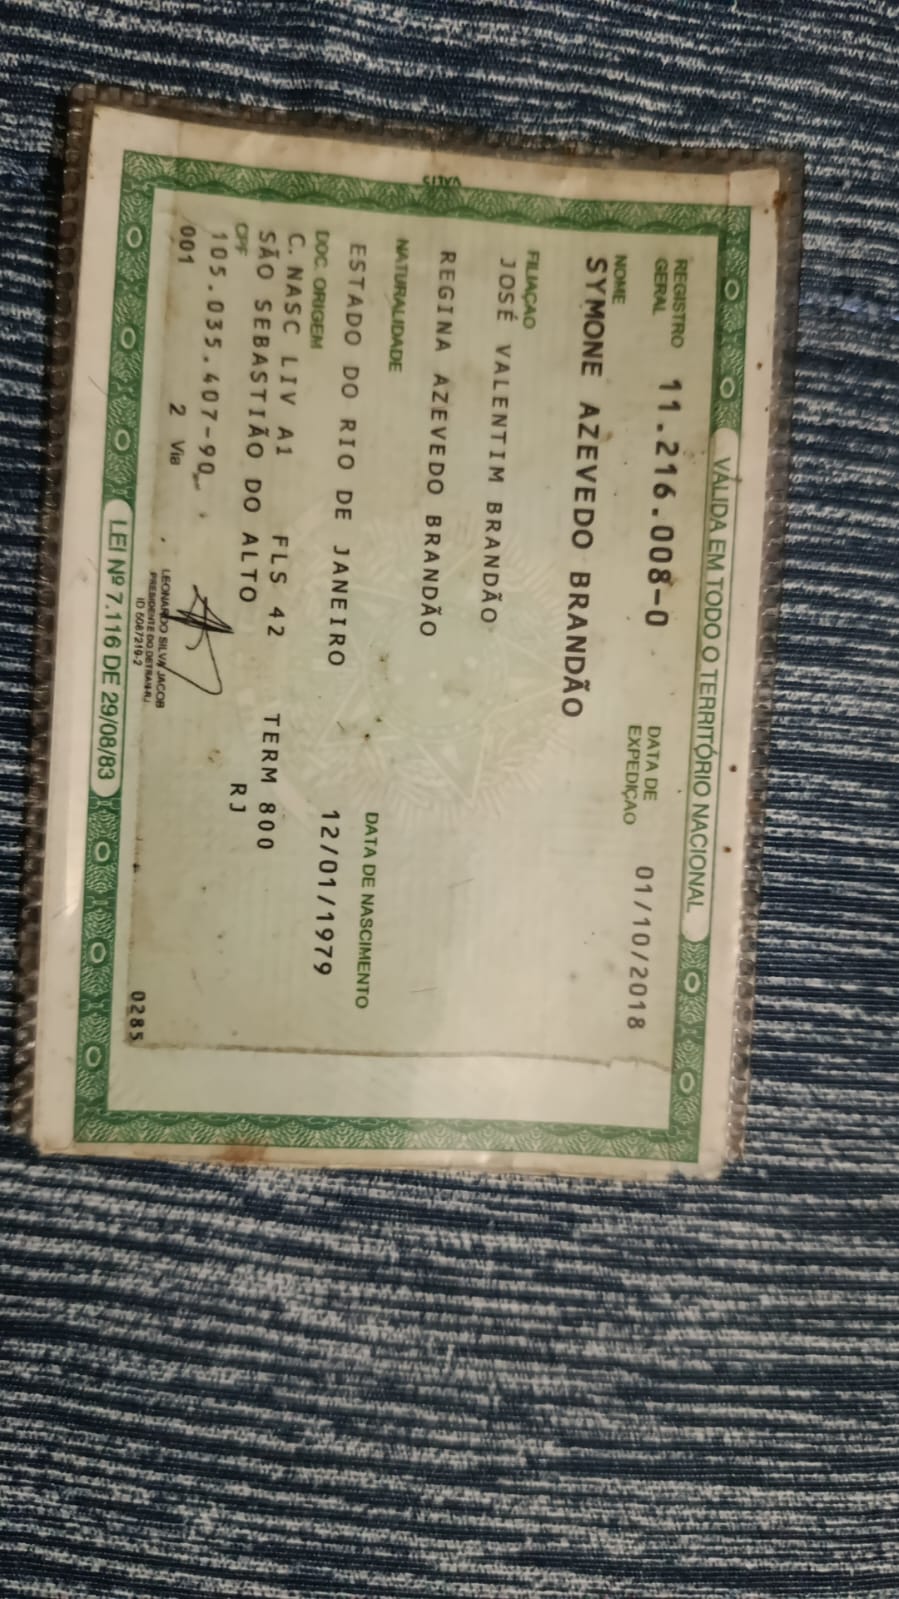 VÁLIDA EM TODO O TERRITÓRIO NACIONAL
REGISTRO GERAL 11.216.008-0 DATA DE EXPEDIÇÃO 01/10/2018
NOME
SYMONE AZEVEDO BRANDÃO
FILIAÇÃO
JOSÉ VALENTIM BRANDÃO
REGINA AZEVEDO BRANDÃO
NATURALIDADE DATA DE NASCIMENTO
ESTADO DO RIO DE JANEIRO 12/01/1979
DOC. ORIGEM
C. NASC LIV A1 FLS 42 TERM 800
SÃO SEBASTIÃO DO ALTO RJ
CPF
105.035.407-90
001 2 Via
LEONARDO SILVA JACOB
PRESIDENTE DO DETRAN-RJ
ID 5087219-2
0285
LEI Nº 7.116 DE 29/08/83